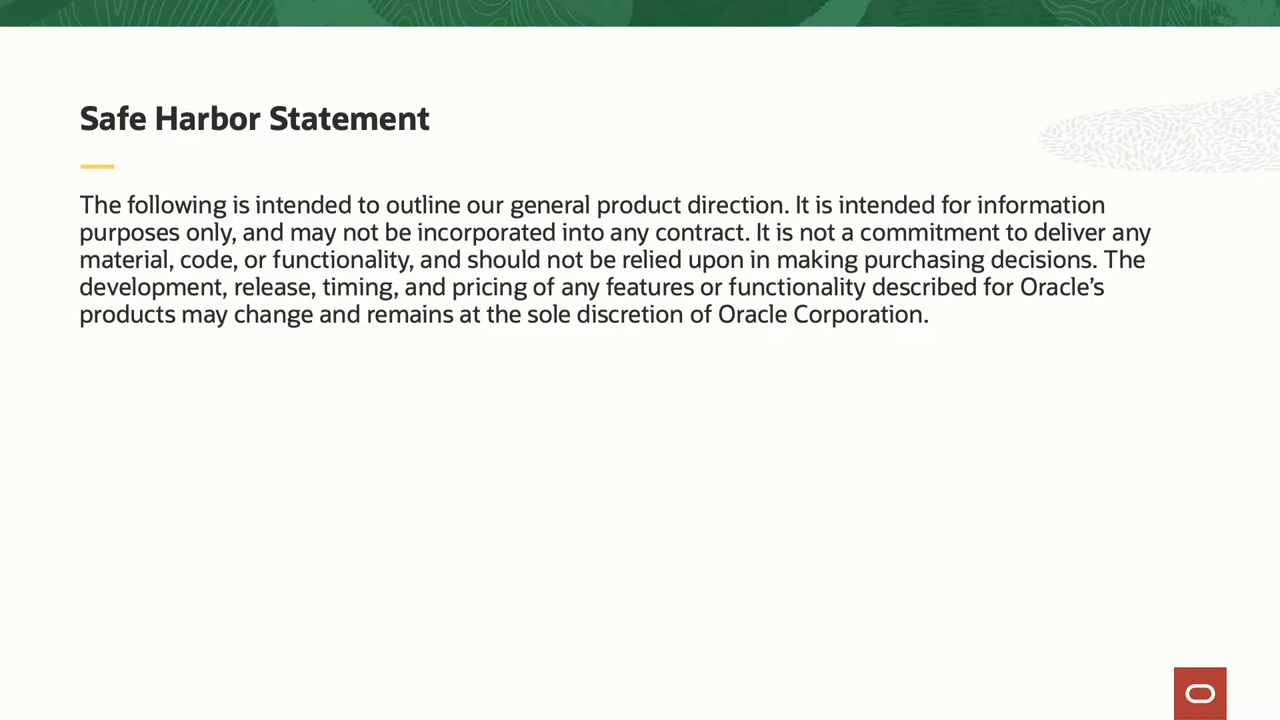 Safe Harbor Statement
The following is intended to outline our general product direction. It is intended for information
purposes only, and may not be incorporated into any contract. It is not a commitment to deliver any
material, code, or functionality, and should not be relied upon in making purchasing decisions. The
development, release, timing, and pricing of any features or functionality described for Oracle’s
products may change and remains at the sole discretion of Oracle Corporation.